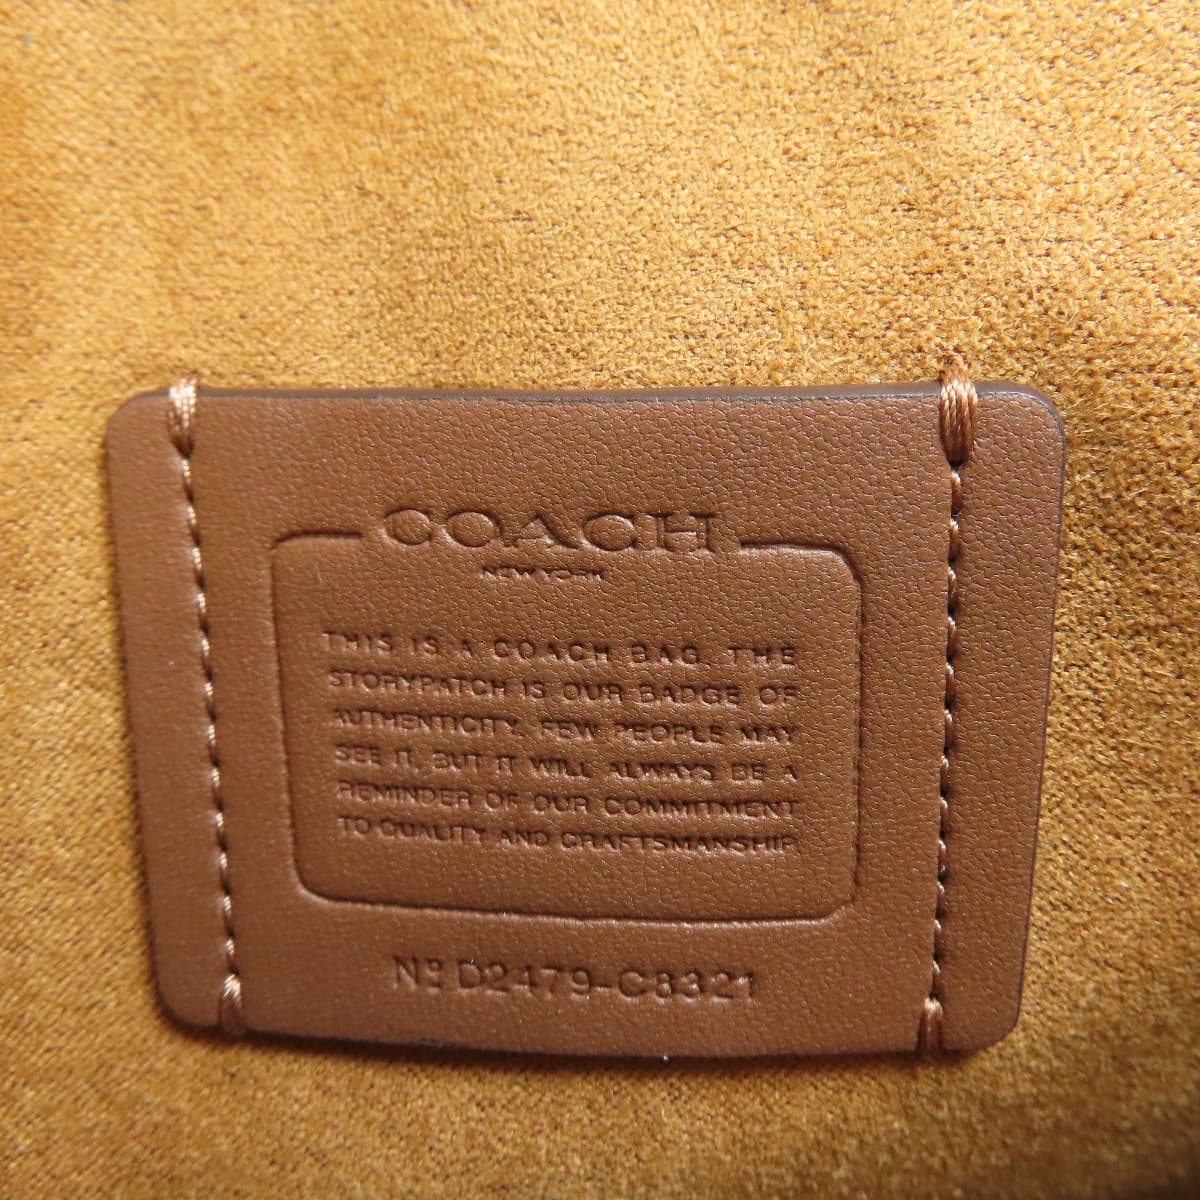 COACH
NEW YORK
THIS IS A COACH BAG. THE
STORYPATCH IS OUR BADGE OF
AUTHENTICITY. FEW PEOPLE MAY
SEE IT, BUT IT WILL ALWAYS BE A
REMINDER OF OUR COMMITMENT
TO QUALITY AND CRAFTSMANSHIP.
Nº D2479-C8321